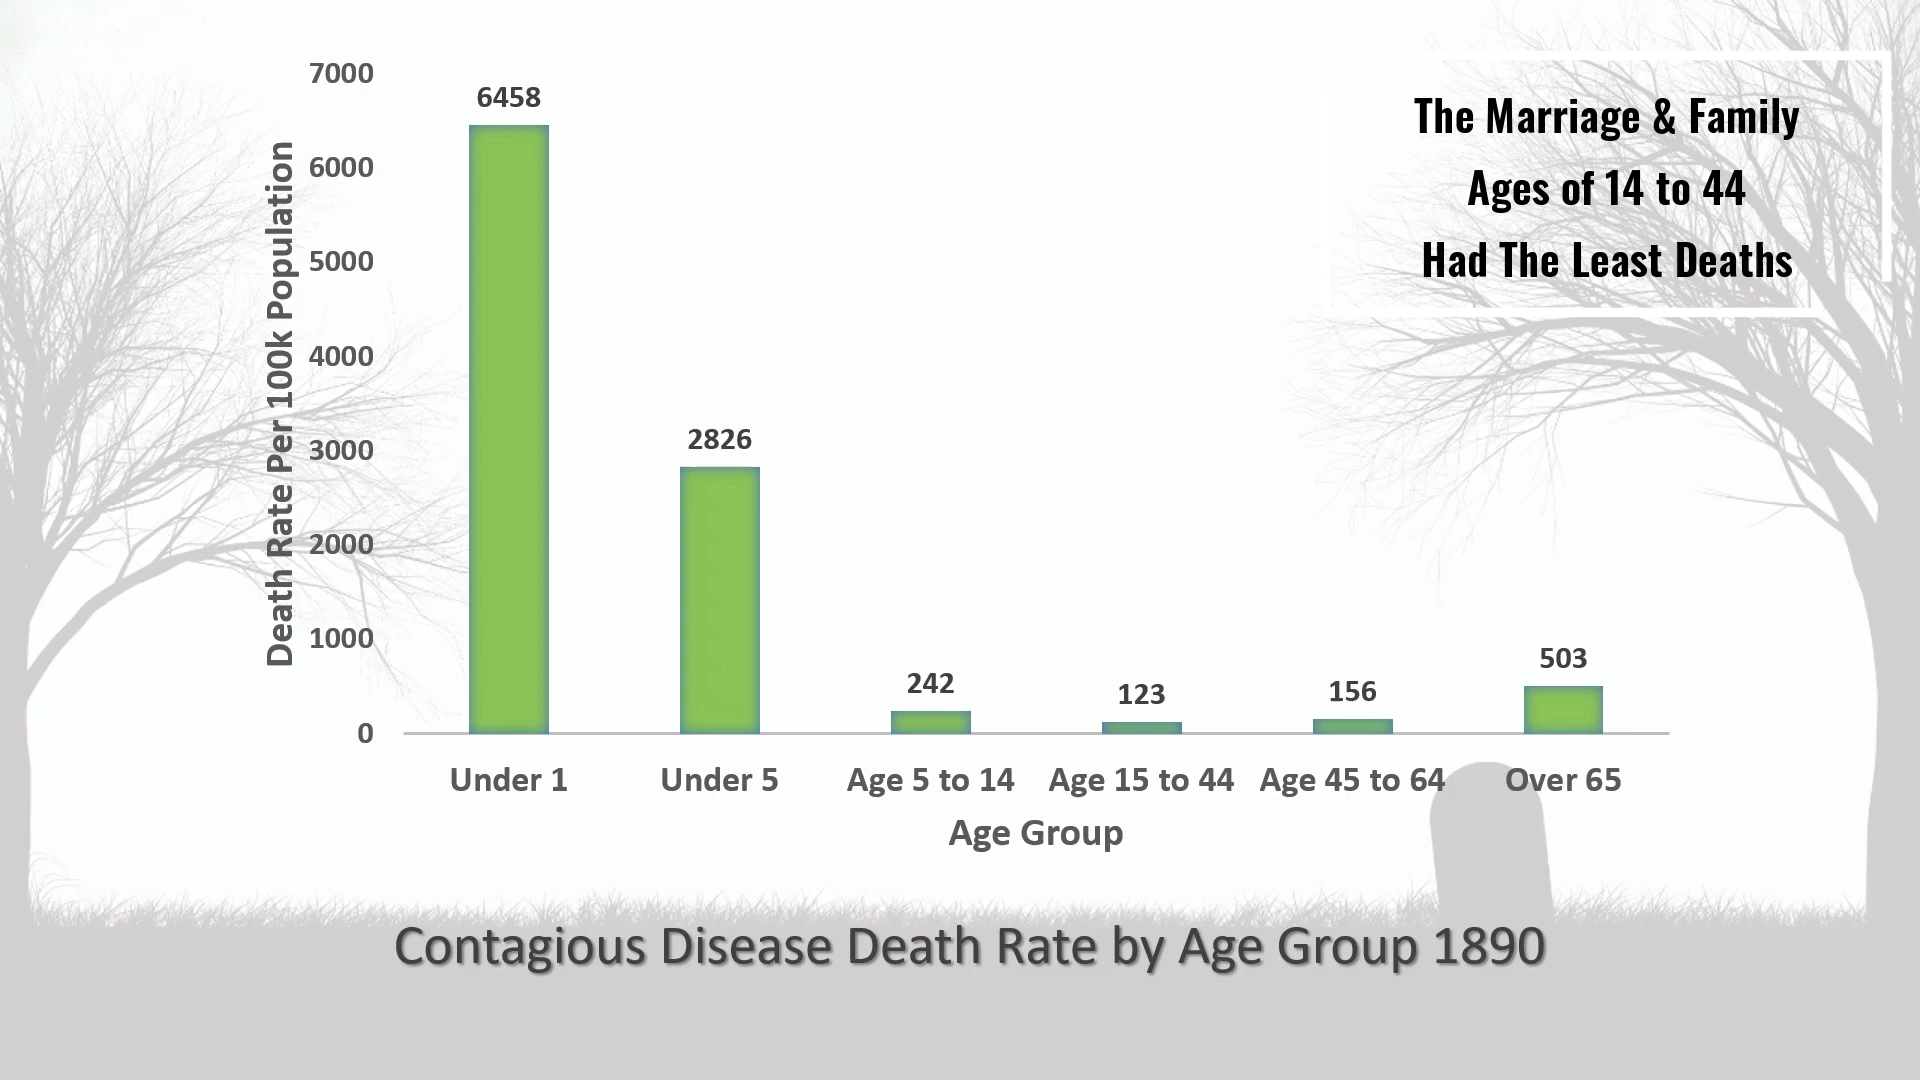 The Marriage & Family
Ages of 14 to 44
Had The Least Deaths
Death Rate Per 100k Population
7000
6000
5000
4000
3000
2000
1000
0
6458
2826
242
123
156
503
Under 1
Under 5
Age 5 to 14
Age 15 to 44
Age 45 to 64
Over 65
Age Group
Contagious Disease Death Rate by Age Group 1890